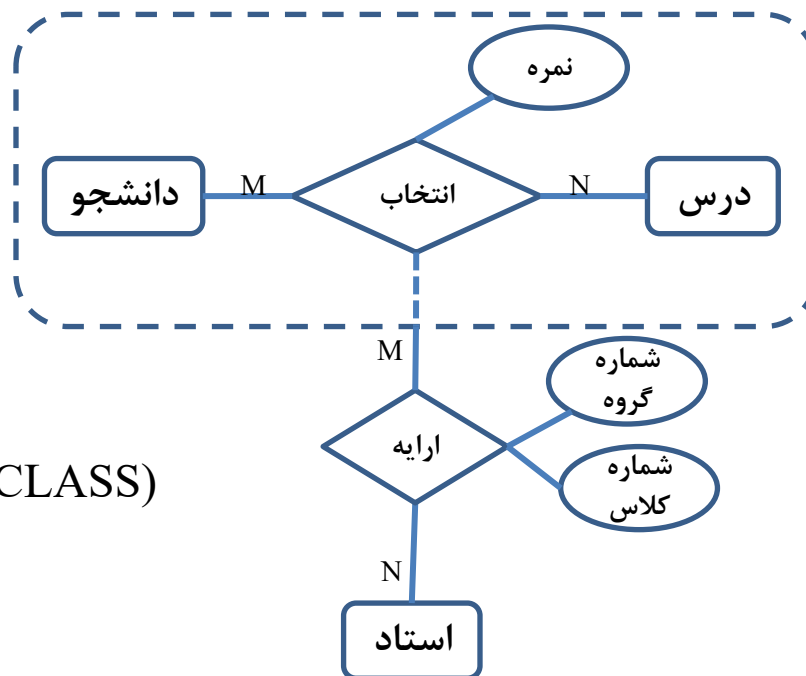 نمره
دانشجو
M
انتخاب
N
درس
M
شماره
گروه
ارایه
شماره
کلاس
CLASS)
N
استاد